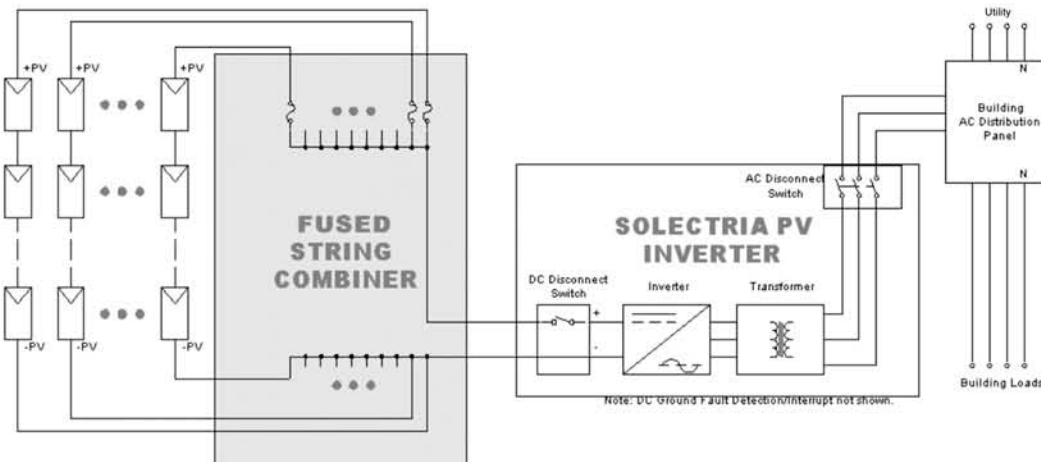 Utility
+PV
+PV
+PV
N
Building
AC Distribution
Panel
N
AC Disconnect
Switch
FUSED
STRING
COMBINER
SOLECTRIA PV
INVERTER
DC Disconnect
Switch
Inverter
Transformer
+
-
-PV
-PV
-PV
Building Loads
Note: DC Ground Fault Detection/Interrupt not shown.